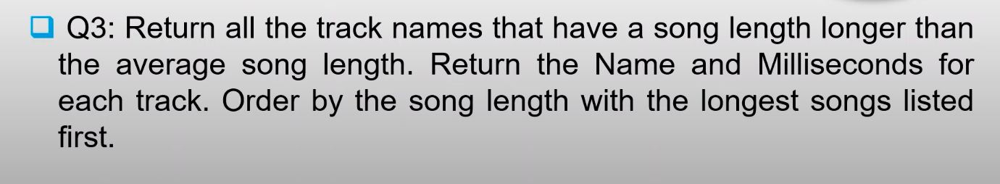 Q3: Return all the track names that have a song length longer than
the average song length. Return the Name and Milliseconds for
each track. Order by the song length with the longest songs listed
first.